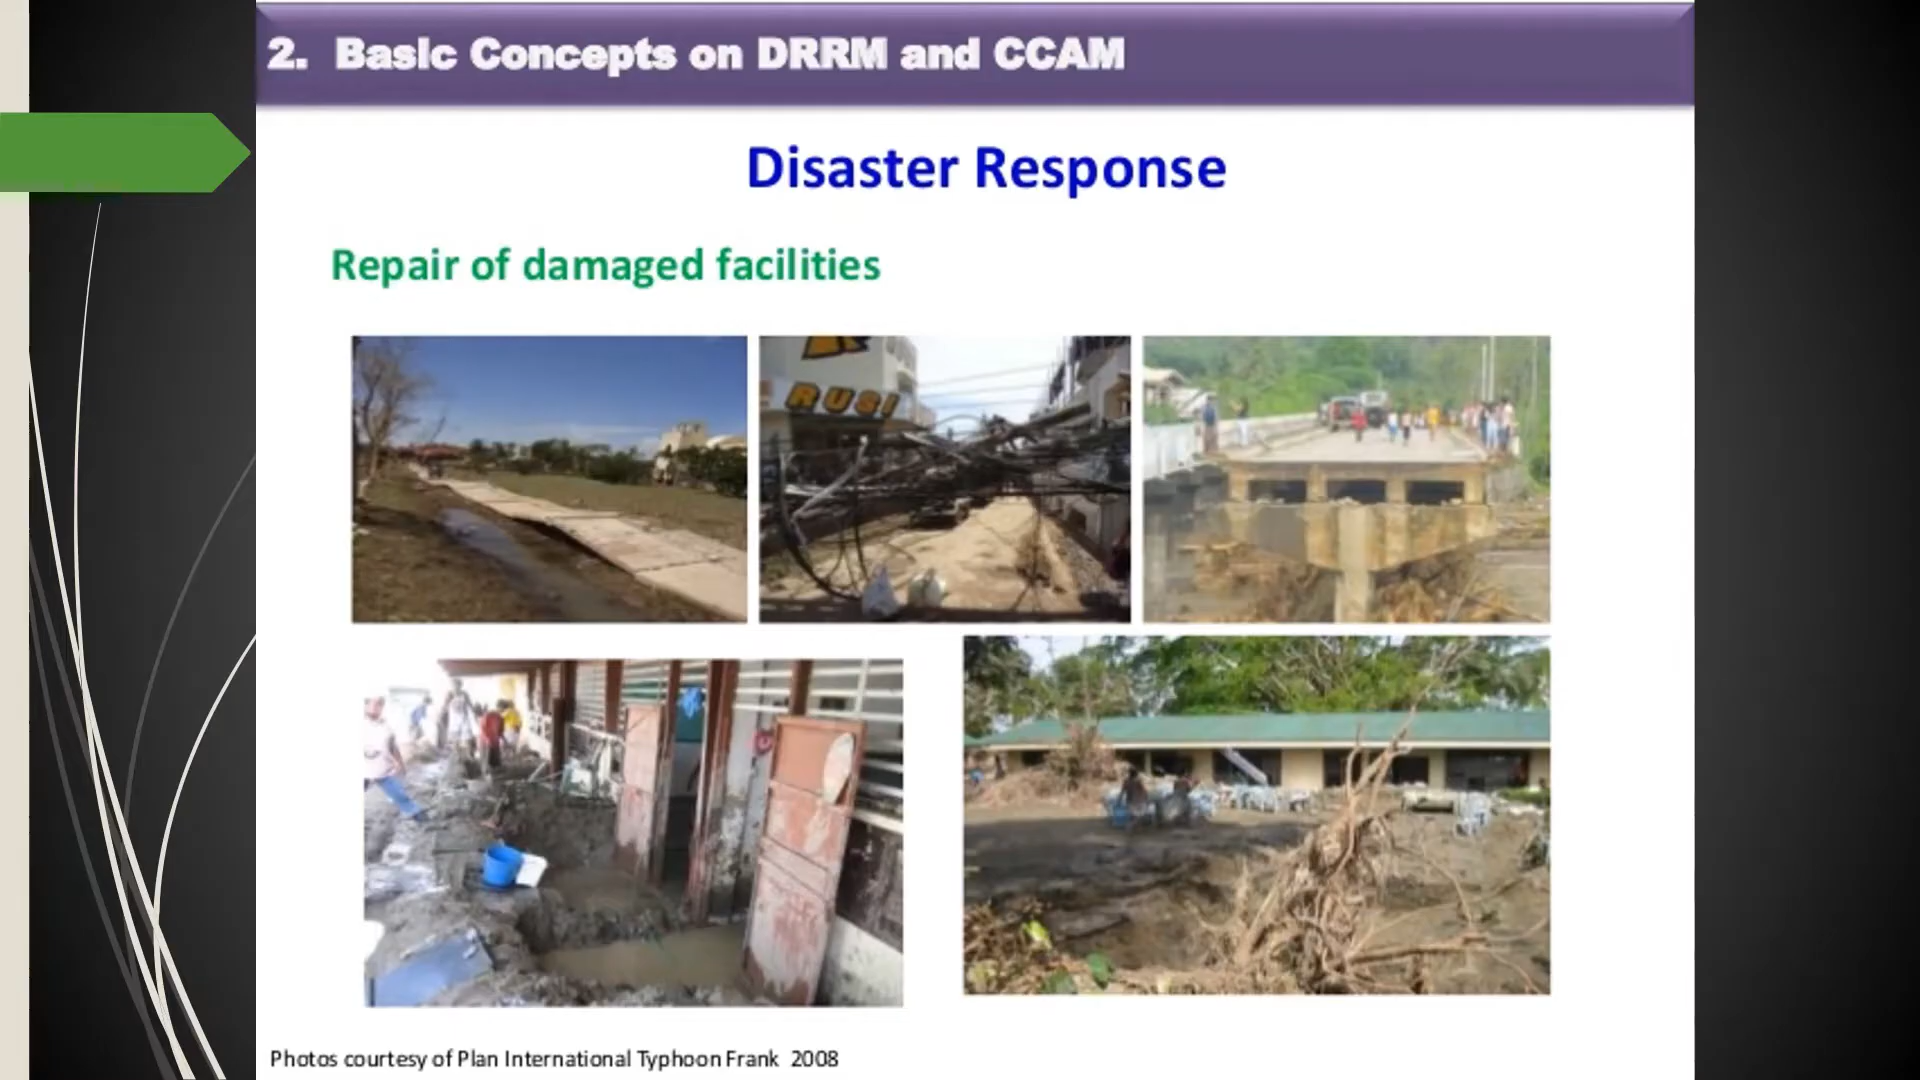 2. Basic Concepts on DRRM and CCAM
Disaster Response
Repair of damaged facilities
RUSI
Photos courtesy of Plan International Typhoon Frank 2008